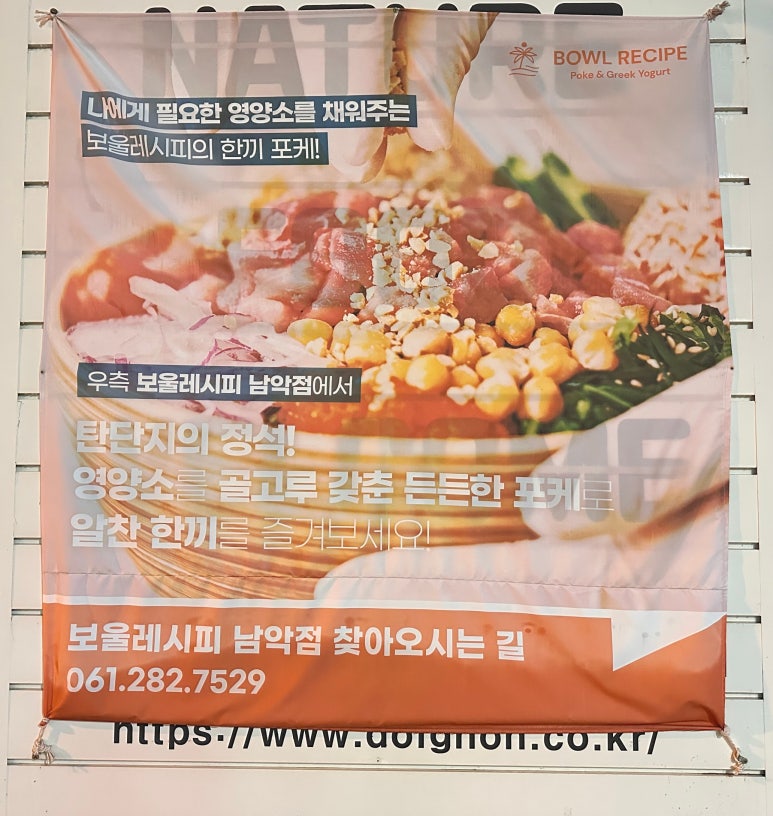 NATURE
BOWL RECIPE
Poke & Greek Yogurt
나에게 필요한 영양소를 채워주는
보울레시피의 한끼 포케!
우측 보울레시피 남악점에서
탄단지의 정석!
영양소를 골고루 갖춘 든든한 포케로
알찬 한끼를 즐겨보세요!
보울레시피 남악점 찾아오시는 길
061.282.7529